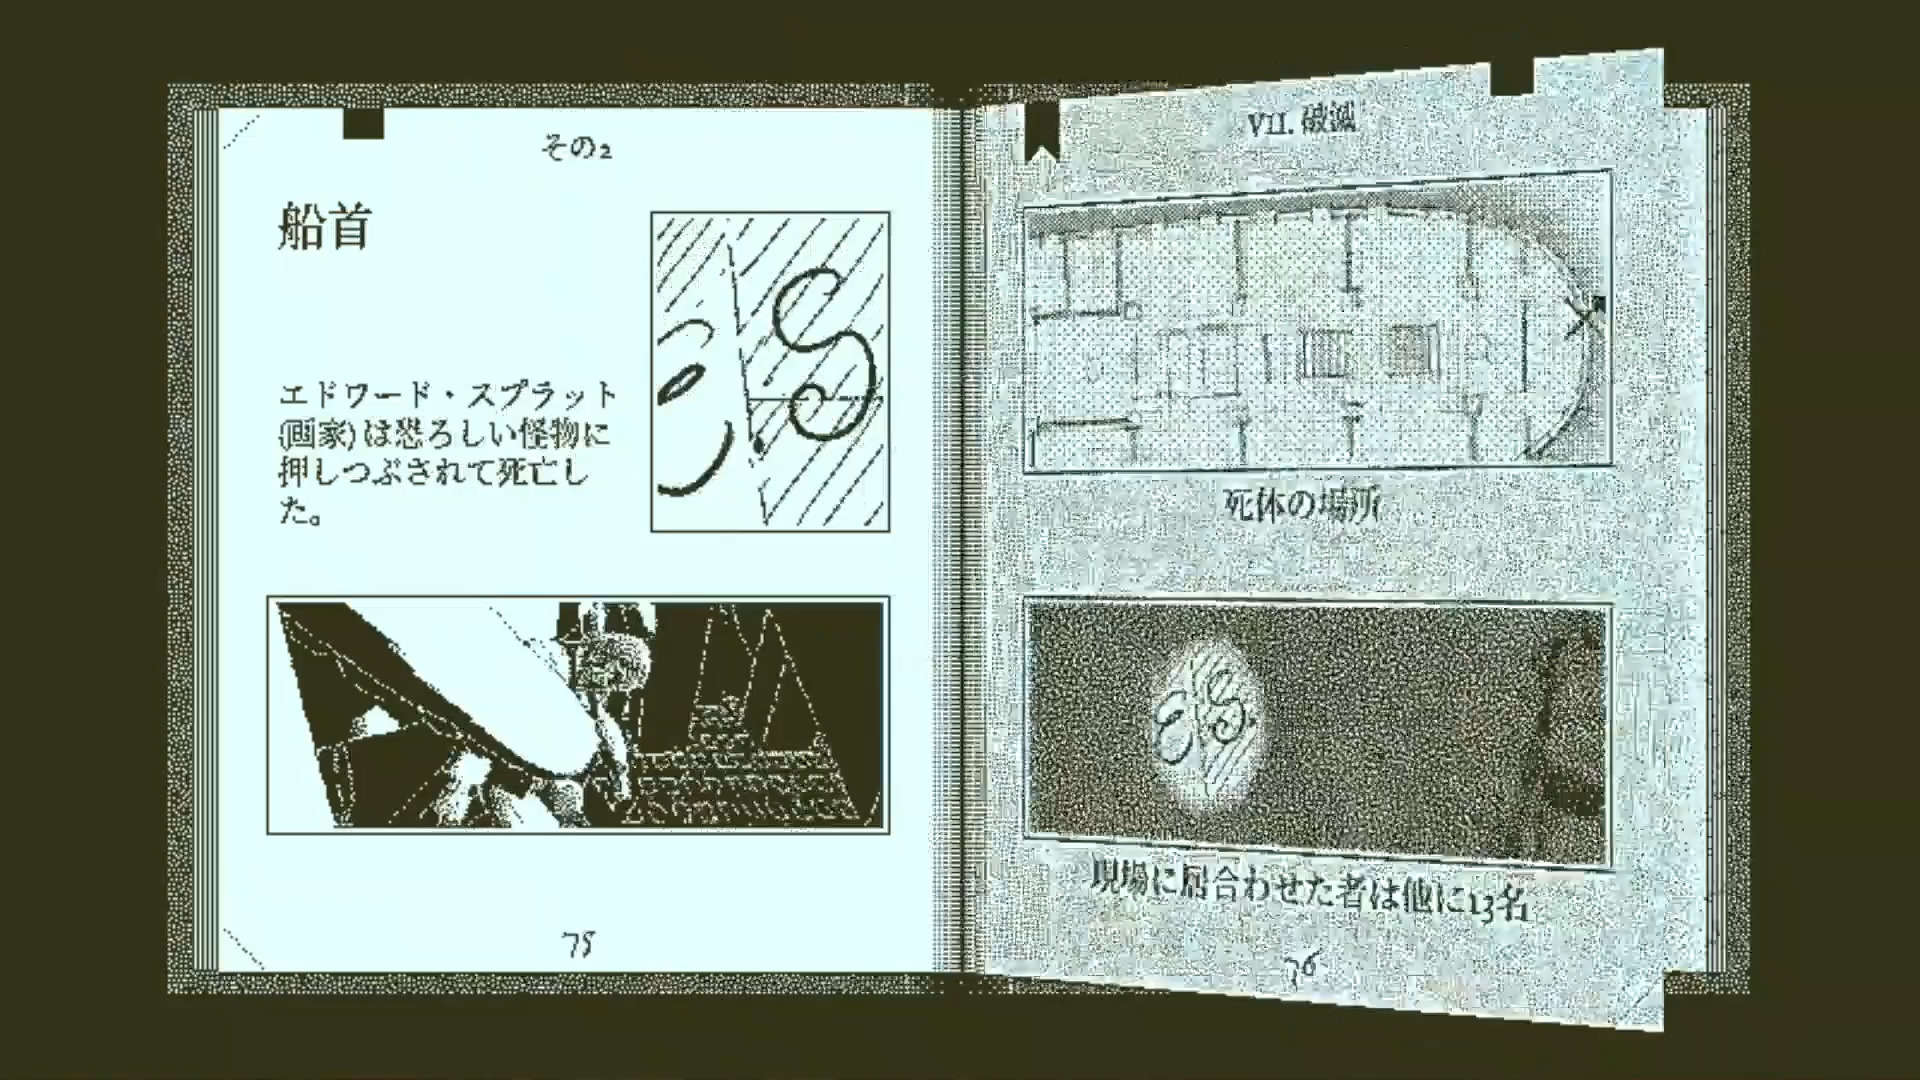 その2
船首
エドワード・スプラット
(画家)は恐ろしい怪物に
押しつぶされて死亡し
た。
75
VII. 破滅
死体の場所
現場に居合わせた者は他に13名
76